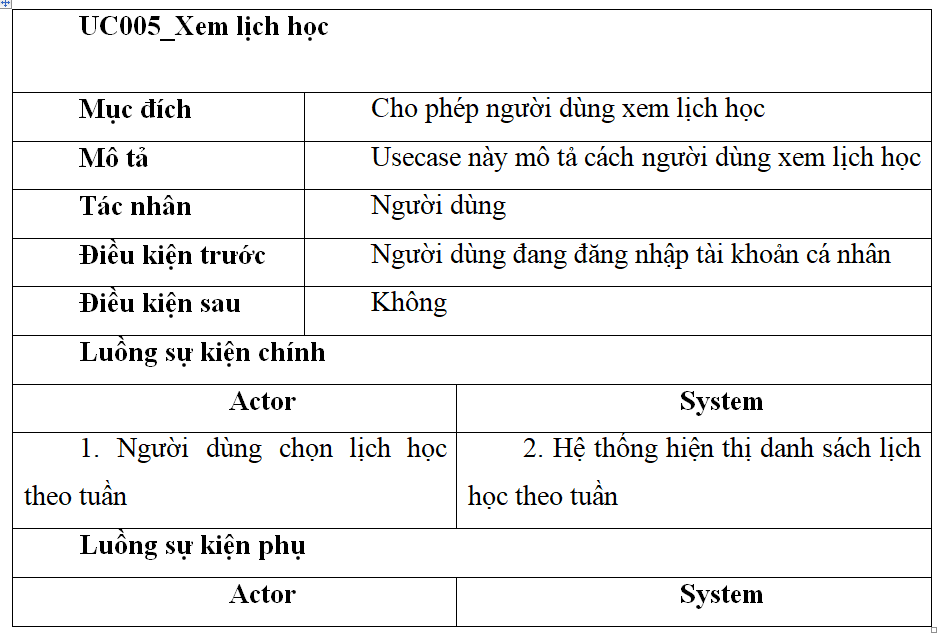 UC005_Xem lịch học
Mục đích
Cho phép người dùng xem lịch học
Mô tả
Usecase này mô tả cách người dùng xem lịch học
Tác nhân
Người dùng
Điều kiện trước
Người dùng đang đăng nhập tài khoản cá nhân
Điều kiện sau
Không
Luồng sự kiện chính
Actor
System
1. Người dùng chọn lịch học
theo tuần
2. Hệ thống hiện thị danh sách lịch
học theo tuần
Luồng sự kiện phụ
Actor
System